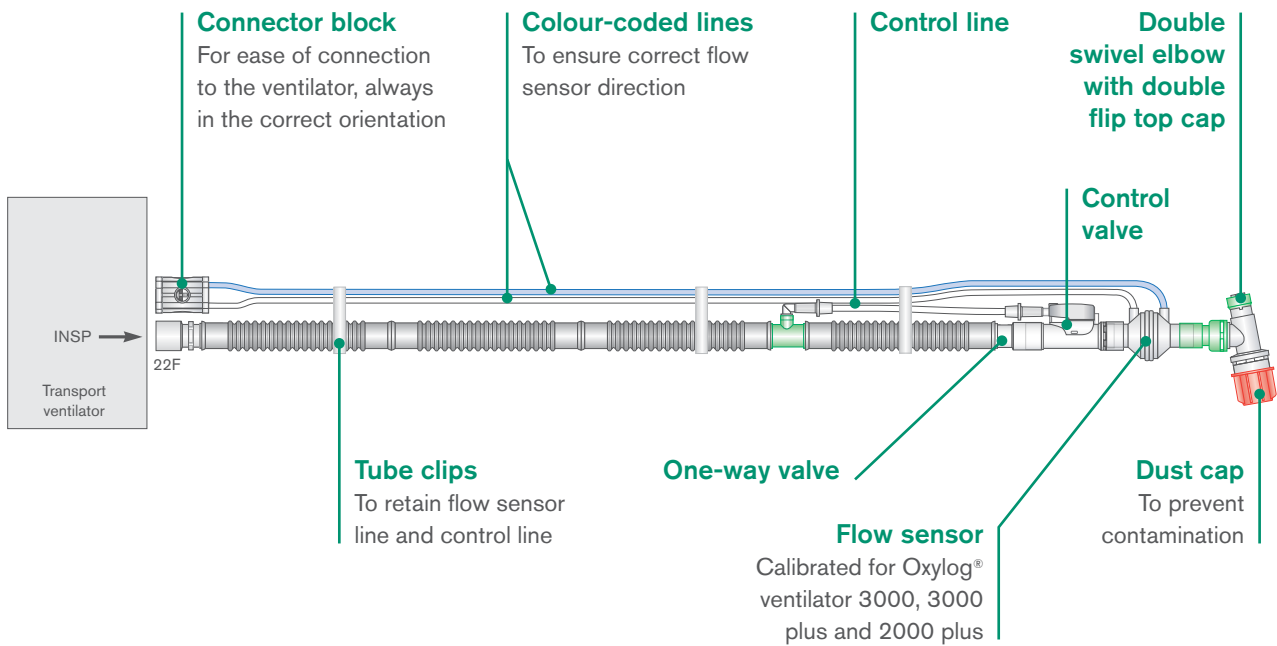 Connector block
For ease of connection
to the ventilator, always
in the correct orientation
Colour-coded lines
To ensure correct flow
sensor direction
Control line
Double
swivel elbow
with double
flip top cap
Control
valve
INSP
22F
Transport
ventilator
Tube clips
To retain flow sensor
line and control line
One-way valve
Flow sensor
Calibrated for Oxylog®
ventilator 3000, 3000
plus and 2000 plus
Dust cap
To prevent
contamination